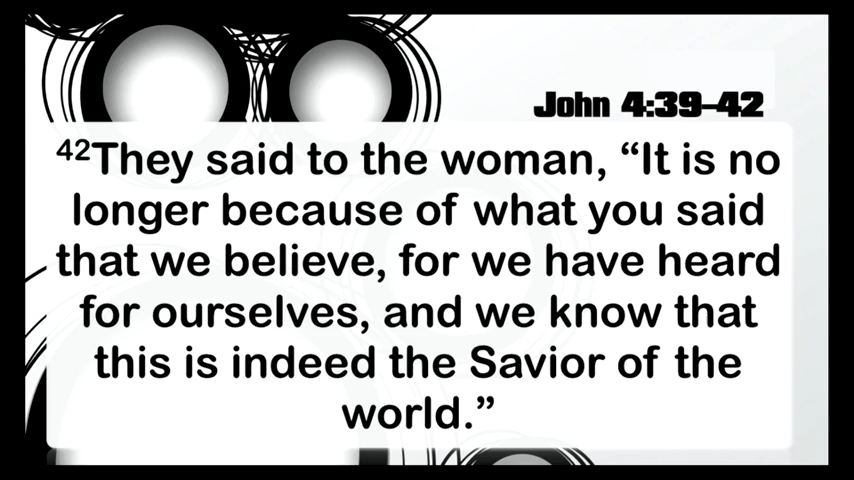 John 4:39–42
42They said to the woman, “It is no
longer because of what you said
that we believe, for we have heard
for ourselves, and we know that
this is indeed the Savior of the
world.”